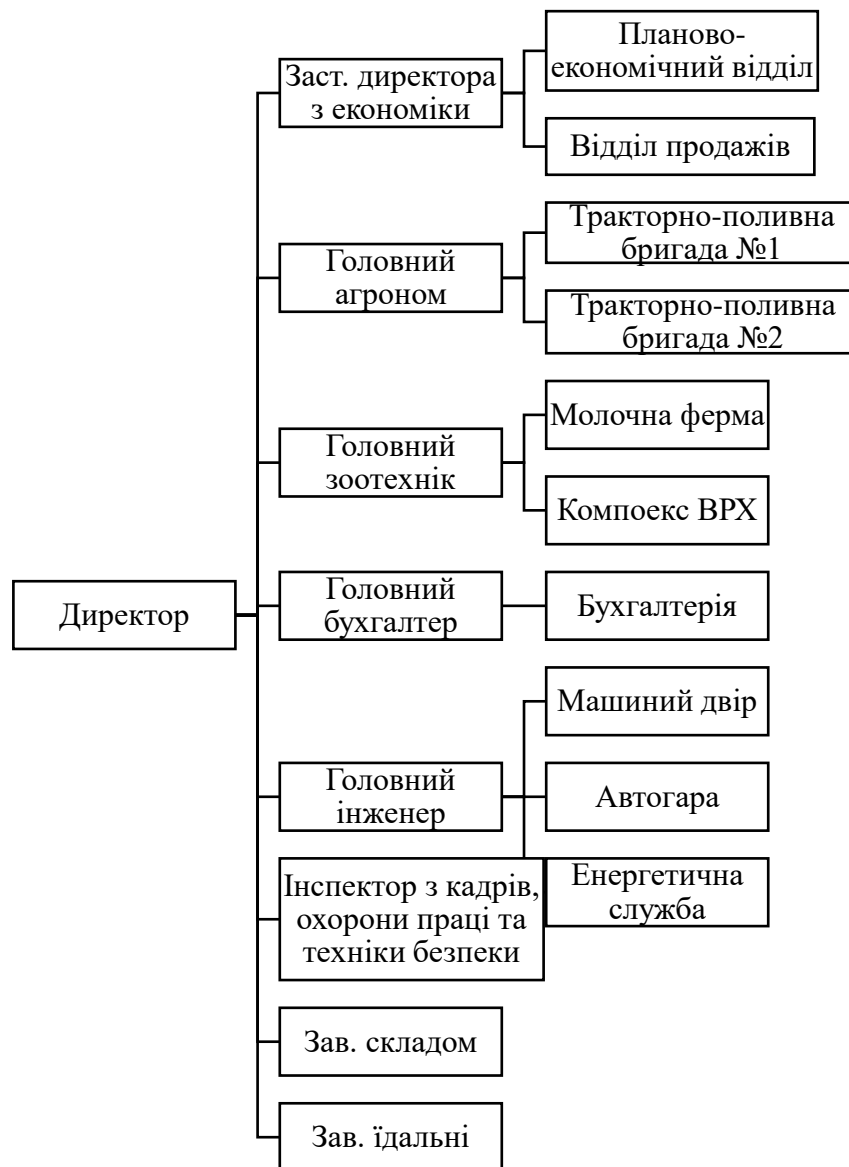 Планово-
економічний відділ
Заст. директора
з економіки
Відділ продажів
Тракторно-поливна
бригада №1
Головний
агроном
Тракторно-поливна
бригада №2
Молочна ферма
Головний
зоотехнік
Компоекс ВРХ
Директор
Головний
бухгалтер
Бухгалтерія
Машиний двір
Головний
інженер
Автогара
Енергетична
служба
Інспектор з кадрів,
охорони праці та
техніки безпеки
Зав. складом
Зав. їдальні